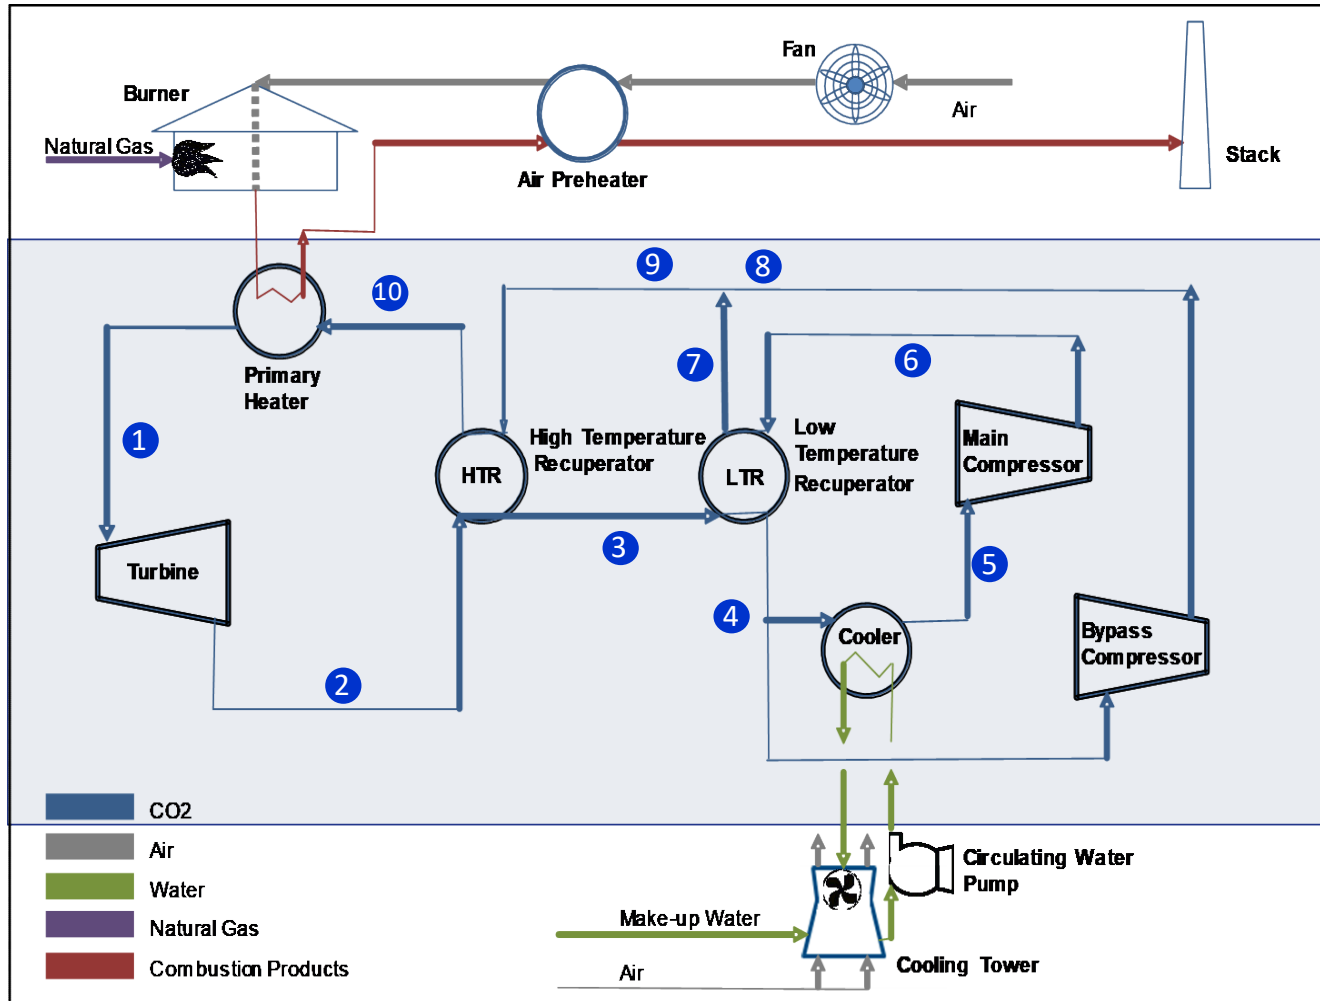 Fan
Burner
Air
Natural Gas
Stack
Air Preheater
9
8
10
Primary
Heater
7
6
1
High Temperature
Recuperator
Low
Temperature
Recuperator
Main
Compressor
HTR
LTR
3
5
Turbine
4
Cooler
Bypass
Compressor
2
CO2
Air
Water
Natural Gas
Combustion Products
Circulating Water
Pump
Make-up Water
Air
Cooling Tower